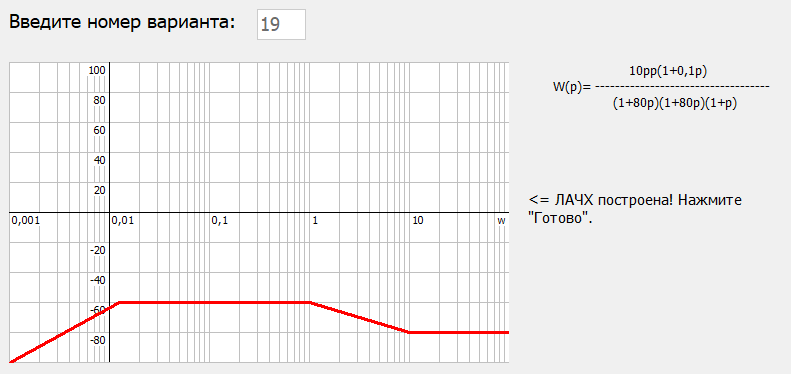 Введите номер варианта: 19
100
80
60
40
20
0,001 0,01 0,1 1 10 w
-20
-40
-60
-80
10pp(1+0,1p)
W(p)= -----------------------------------
(1+80p)(1+80p)(1+p)
<= ЛАЧХ построена! Нажмите
"Готово".